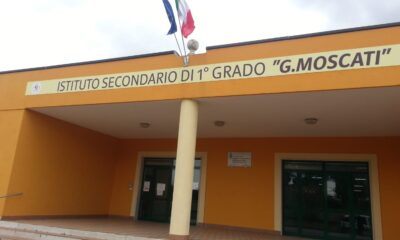 ISTITUTO SECONDARIO DI 1° GRADO "G.MOSCATI"